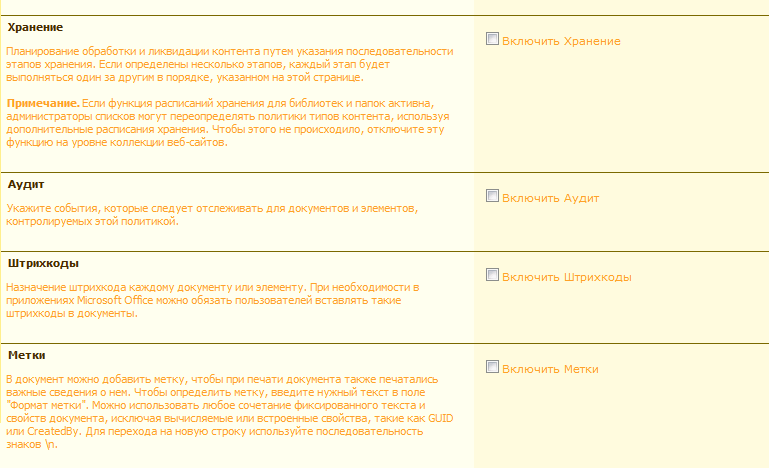 Хранение
Включить Хранение
Планирование обработки и ликвидации контента путем указания последовательности
этапов хранения. Если определены несколько этапов, каждый этап будет
выполняться один за другим в порядке, указанном на этой странице.
Примечание. Если функция расписаний хранения для библиотек и папок активна,
администраторы списков могут переопределять политики типов контента, используя
дополнительные расписания хранения. Чтобы этого не происходило, отключите эту
функцию на уровне коллекции веб-сайтов.
Аудит
Включить Аудит
Укажите события, которые следует отслеживать для документов и элементов,
контролируемых этой политикой.
Штрихкоды
Включить Штрихкоды
Назначение штрихкода каждому документу или элементу. При необходимости в
приложениях Microsoft Office можно обязать пользователей вставлять такие
штрихкоды в документы.
Метки
Включить Метки
В документ можно добавить метку, чтобы при печати документа также печатались
важные сведения о нем. Чтобы определить метку, введите нужный текст в поле
"Формат метки". Можно использовать любое сочетание фиксированного текста и
свойств документа, исключая вычисляемые или встроенные свойства, такие как GUID
или CreatedBy. Для перехода на новую строку используйте последовательность
знаков \n.